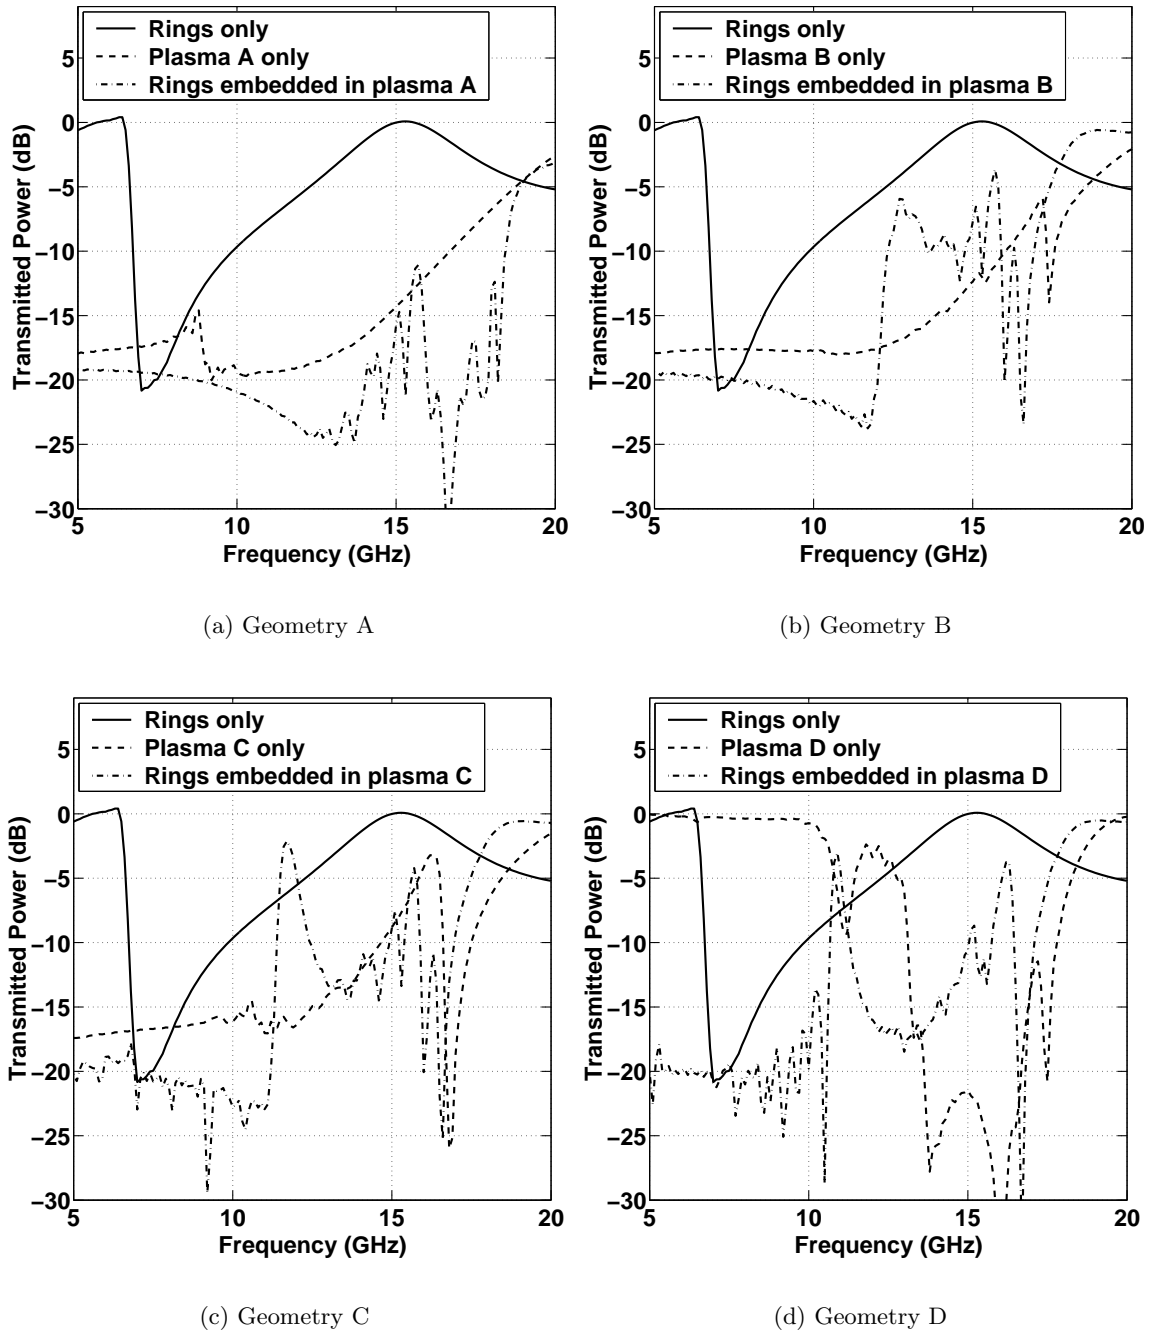 Rings only
Plasma A only
Rings embedded in plasma A
5
0
−5
−10
−15
−20
−25
−30
5
10
15
20
Transmitted Power (dB)
Frequency (GHz)
(a) Geometry A
Rings only
Plasma B only
Rings embedded in plasma B
5
0
−5
−10
−15
−20
−25
−30
5
10
15
20
Transmitted Power (dB)
Frequency (GHz)
(b) Geometry B
Rings only
Plasma C only
Rings embedded in plasma C
5
0
−5
−10
−15
−20
−25
−30
5
10
15
20
Transmitted Power (dB)
Frequency (GHz)
(c) Geometry C
Rings only
Plasma D only
Rings embedded in plasma D
5
0
−5
−10
−15
−20
−25
−30
5
10
15
20
Transmitted Power (dB)
Frequency (GHz)
(d) Geometry D